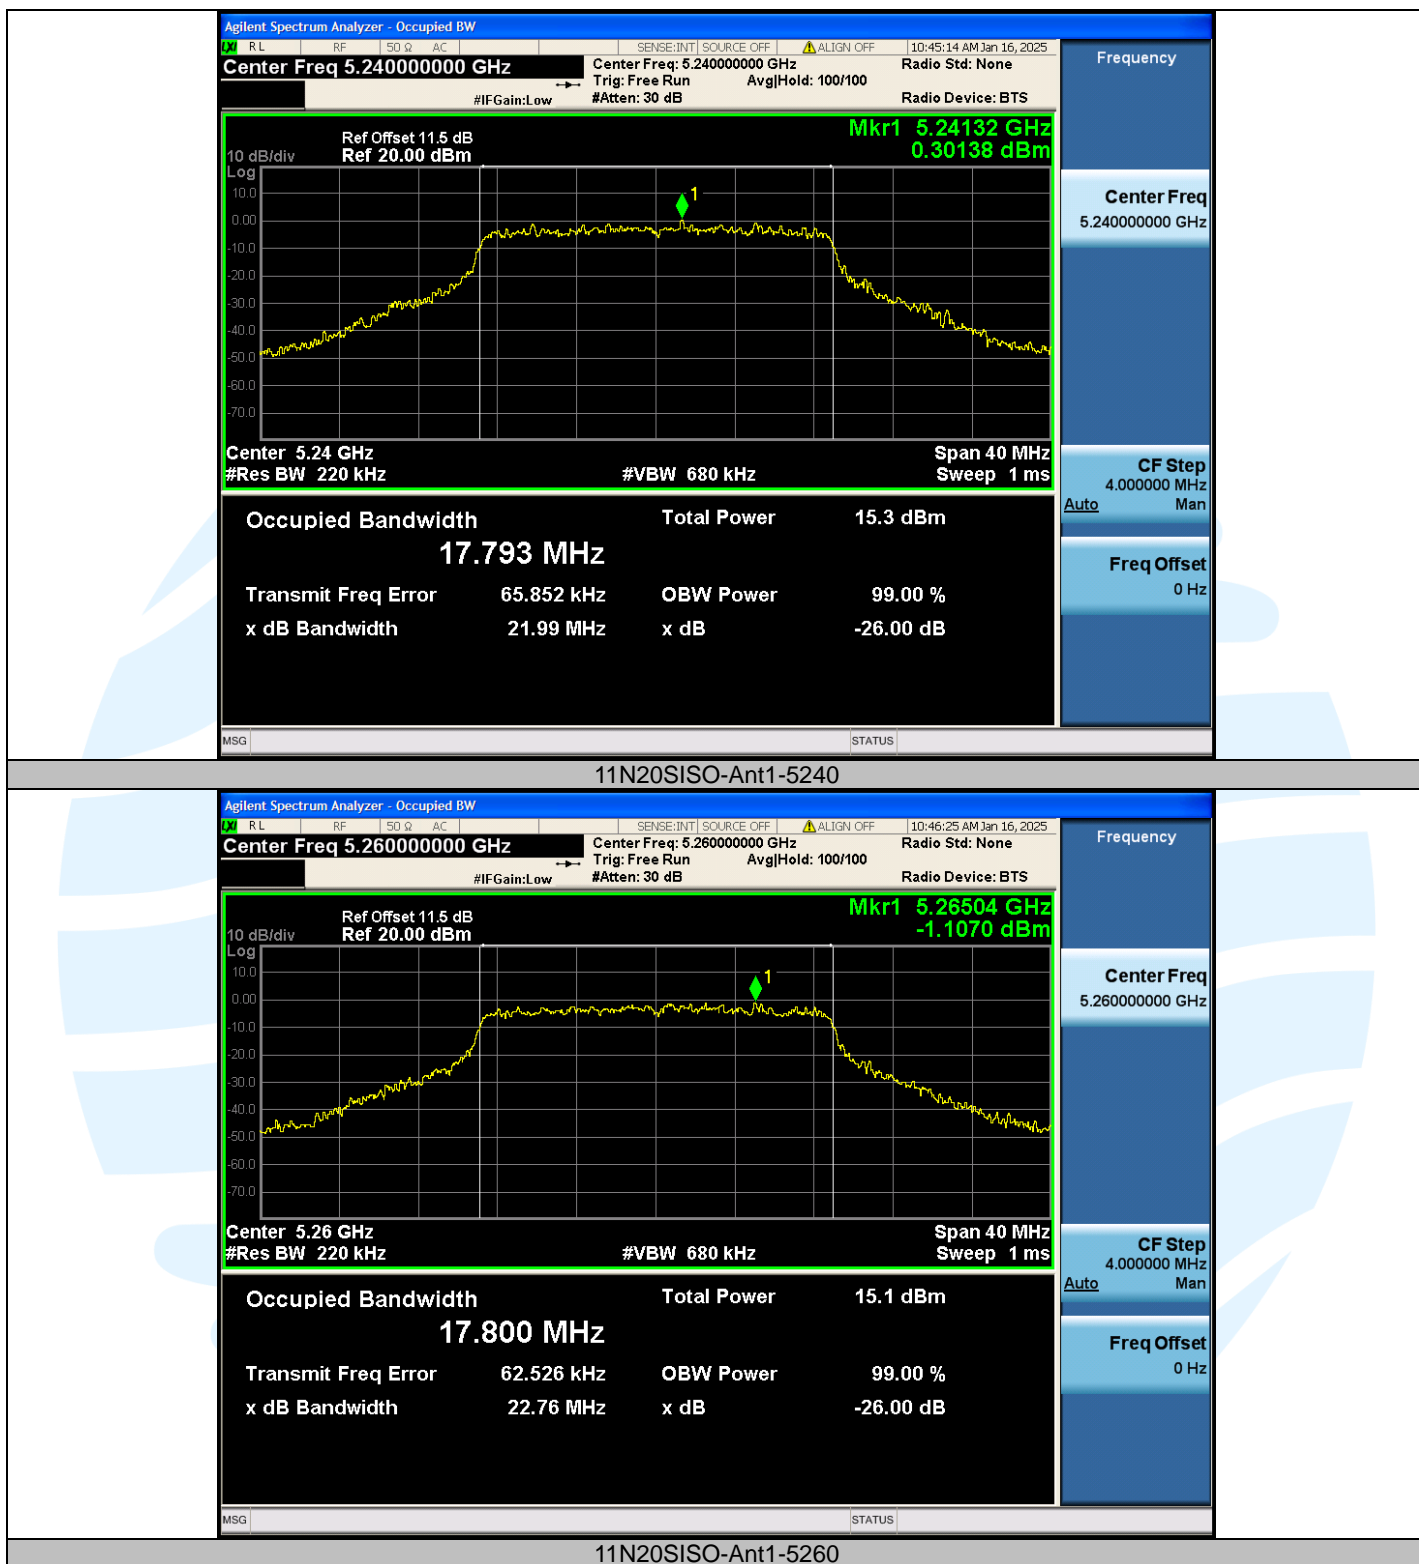 Agilent Spectrum Analyzer - Occupied BW
LXI RL RF 50 Ω AC SENSE:INT SOURCE OFF ALIGN OFF 10:45:14 AM Jan 16, 2025
Center Freq 5.240000000 GHz Center Freq: 5.240000000 GHz Radio Std: None
Trig: Free Run Avg|Hold: 100/100
#IFGain:Low #Atten: 30 dB Radio Device: BTS
Frequency
Mkr1 5.24132 GHz
Ref Offset 11.5 dB
10 dB/div Ref 20.00 dBm 0.30138 dBm
Log
10.0
1
0.00
-10.0
-20.0
-30.0
-40.0
-50.0
-60.0
-70.0
Center 5.24 GHz Span 40 MHz
#Res BW 220 kHz #VBW 680 kHz Sweep 1 ms
Center Freq
5.240000000 GHz
CF Step
4.000000 MHz
Auto Man
Freq Offset
0 Hz
Occupied Bandwidth Total Power 15.3 dBm
17.793 MHz
Transmit Freq Error 65.852 kHz OBW Power 99.00 %
x dB Bandwidth 21.99 MHz x dB -26.00 dB
MSG STATUS
11N20SISO-Ant1-5240
Agilent Spectrum Analyzer - Occupied BW
LXI RL RF 50 Ω AC SENSE:INT SOURCE OFF ALIGN OFF 10:46:25 AM Jan 16, 2025
Center Freq 5.260000000 GHz Center Freq: 5.260000000 GHz Radio Std: None
Trig: Free Run Avg|Hold: 100/100
#IFGain:Low #Atten: 30 dB Radio Device: BTS
Frequency
Mkr1 5.26504 GHz
Ref Offset 11.5 dB
10 dB/div Ref 20.00 dBm -1.1070 dBm
Log
10.0
1
0.00
-10.0
-20.0
-30.0
-40.0
-50.0
-60.0
-70.0
Center 5.26 GHz Span 40 MHz
#Res BW 220 kHz #VBW 680 kHz Sweep 1 ms
Center Freq
5.260000000 GHz
CF Step
4.000000 MHz
Auto Man
Freq Offset
0 Hz
Occupied Bandwidth Total Power 15.1 dBm
17.800 MHz
Transmit Freq Error 62.526 kHz OBW Power 99.00 %
x dB Bandwidth 22.76 MHz x dB -26.00 dB
MSG STATUS
11N20SISO-Ant1-5260